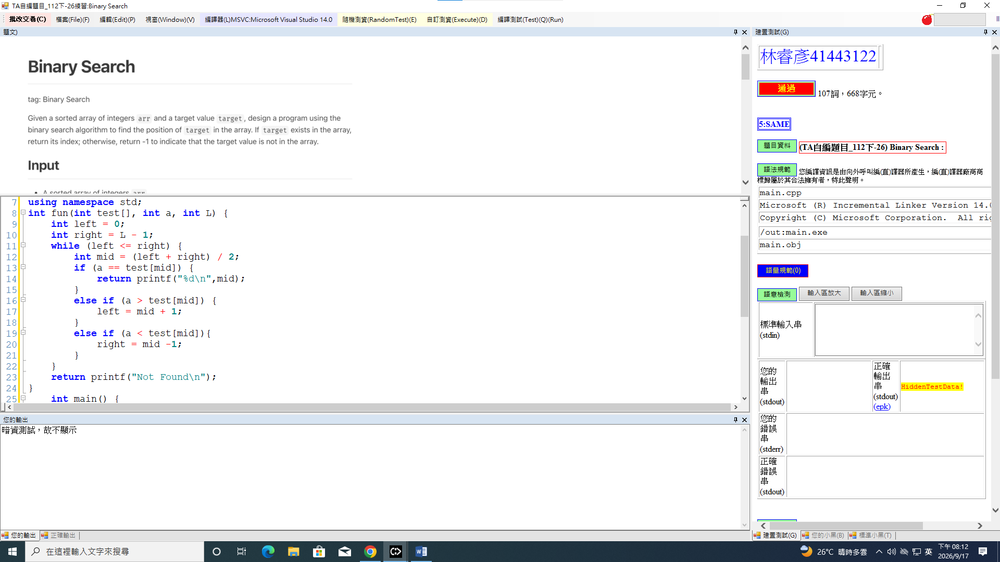 TA自編題目_112下-26練習:Binary Search
批改交卷(C) 檔案(File)(F) 編輯(Edit)(P) 視窗(Window)(V) 編譯器(L)MSVC:Microsoft Visual Studio 14.0 隨機測資(RandomTest)(E) 自訂測資(Execute)(D) 編譯測試(Test)(Q)(Run)
題文)
Binary Search
tag: Binary Search
Given a sorted array of integers arr and a target value target, design a program using the
binary search algorithm to find the position of target in the array. If target exists in the array,
return its index; otherwise, return -1 to indicate that the target value is not in the array.
Input
• A sorted array of integers arr
7 using namespace std;
8 int fun(int test[], int a, int L) {
9 int left = 0;
10 int right = L - 1;
11 while (left <= right) {
12 int mid = (left + right) / 2;
13 if (a == test[mid]) {
14 return printf("%d\n",mid);
15 }
16 else if (a > test[mid]) {
17 left = mid + 1;
18 }
19 else if (a < test[mid]){
20 right = mid -1;
21 }
22 }
23 return printf("Not Found\n");
24 }
25 int main() {
您的輸出
暗資測試，故不顯示
您的輸出 正確輸出
建置測試(G)
林睿彥41443122
通過 107詞，668字元。
5:SAME
題目資料 (TA自編題目_112下-26) Binary Search :
語法規範 您編譯資訊是由向外呼叫編(直)譯器所產生，編(直)譯器廠商商
標歸屬於其合法擁有者，特此聲明。
main.cpp
Microsoft (R) Incremental Linker Version 14.0
Copyright (C) Microsoft Corporation. All rig
/out:main.exe
main.obj
語量規範(0)
語意檢測 輸入區放大 輸入區縮小
標準輸入串
(stdin)
您的
輸出
串
(stdout)
正確
輸出
串
(stdout)
(epk)
HiddenTestData!
您的
錯誤
串
(stderr)
正確
錯誤
串
(stdout)
建置測試(G) 您的小黑(B) 標準小黑(T)
在這裡輸入文字來搜尋
26°C 晴時多雲
英
下午 08:12
2026/9/17